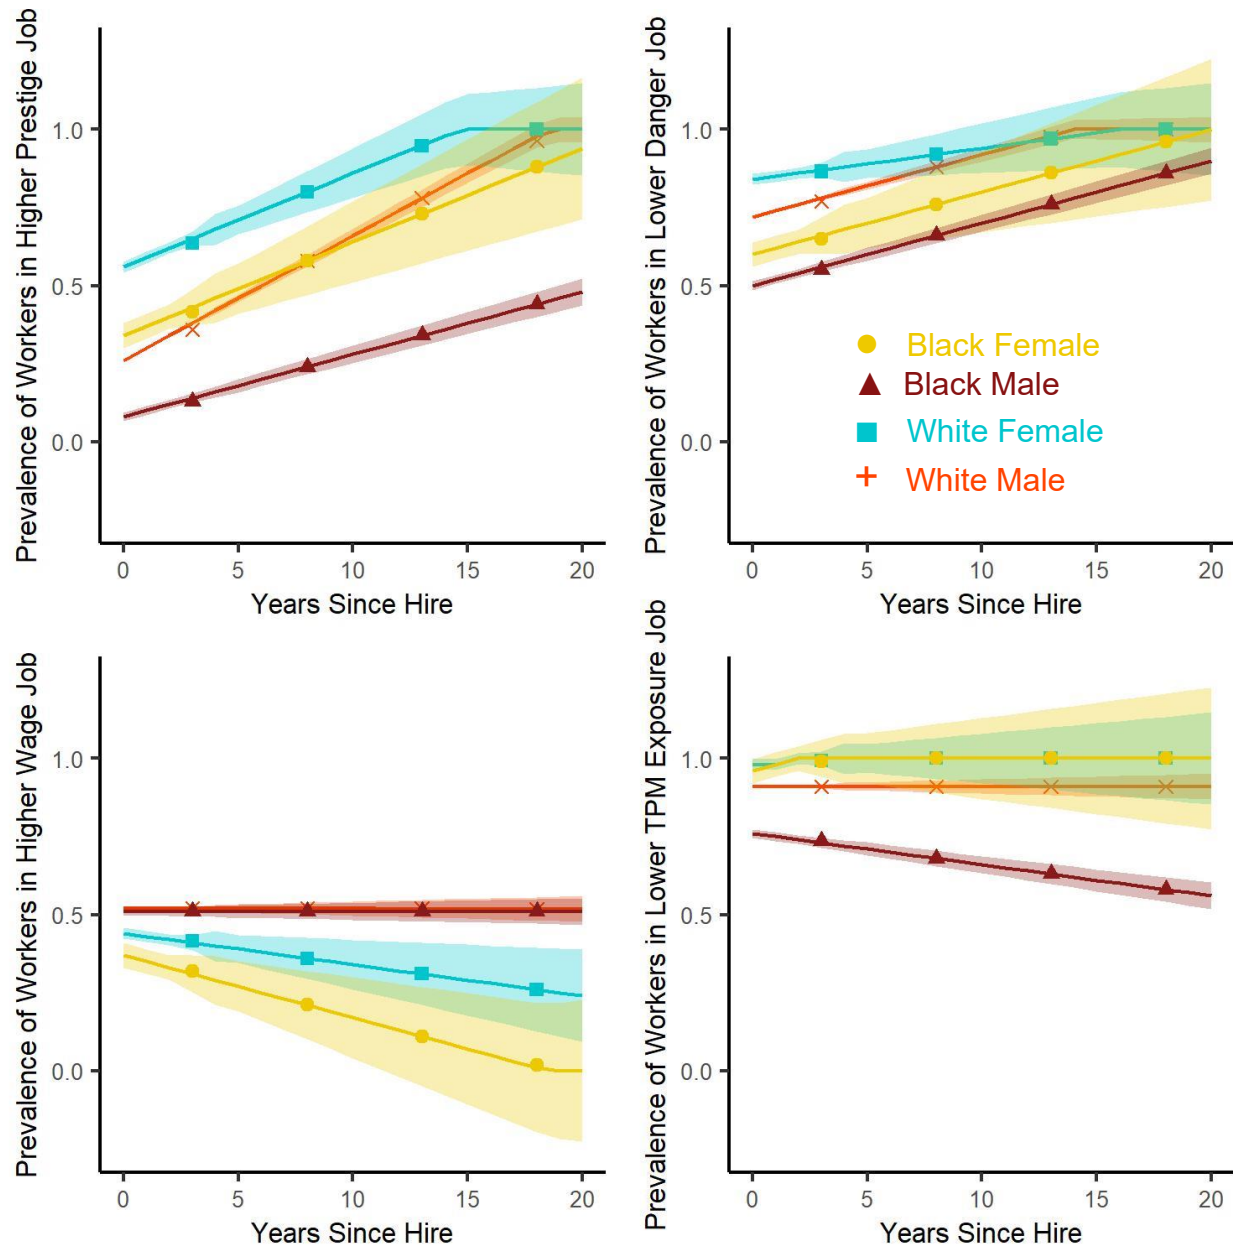 Prevalence of Workers in Higher Prestige Job
1.0
0.5
0.0
0 5 10 15 20
Years Since Hire
Prevalence of Workers in Lower Danger Job
1.0
0.5
0.0
Black Female
Black Male
White Female
White Male
0 5 10 15 20
Years Since Hire
Prevalence of Workers in Higher Wage Job
1.0
0.5
0.0
0 5 10 15 20
Years Since Hire
Prevalence of Workers in Lower TPM Exposure Job
1.0
0.5
0.0
0 5 10 15 20
Years Since Hire